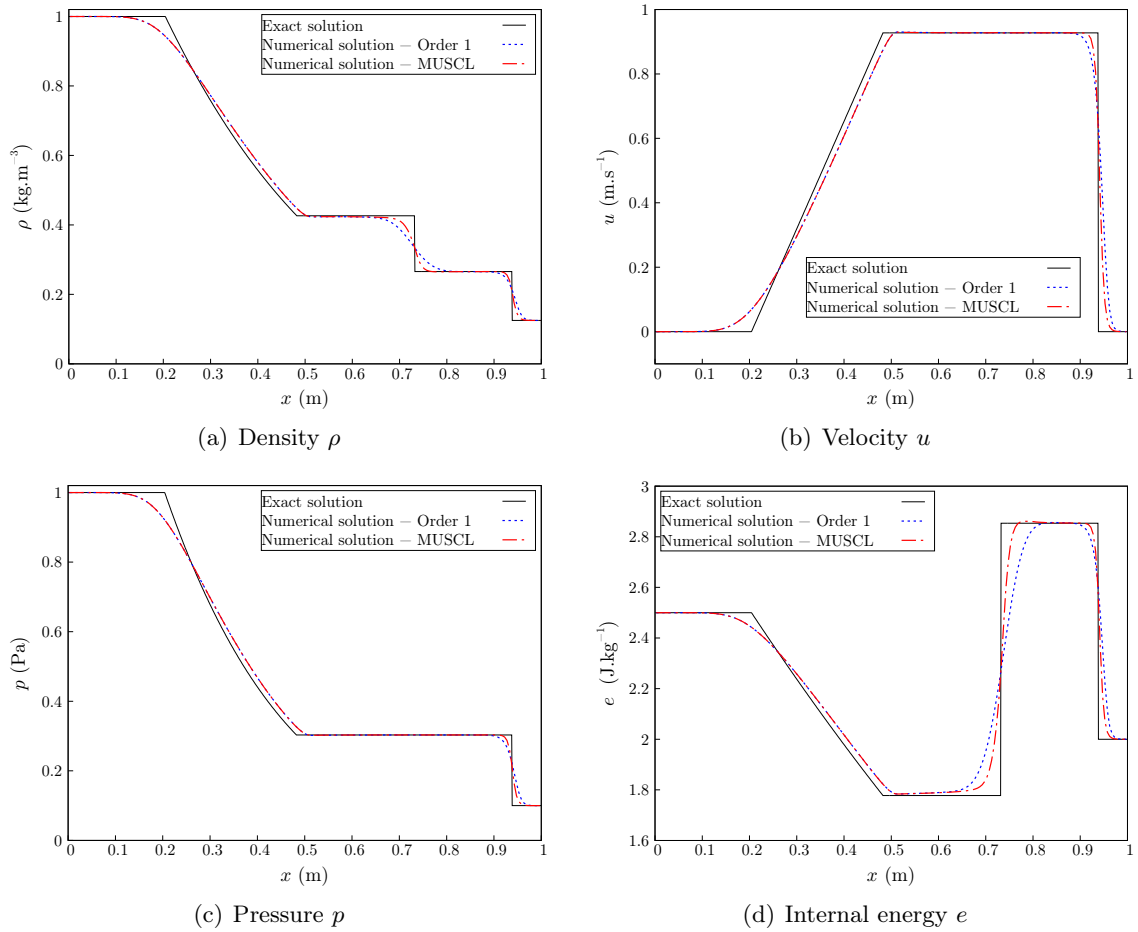 Exact solution
Numerical solution − Order 1
Numerical solution − MUSCL
1
0.8
0.6
0.4
0.2
0
ρ (kg.m⁻³)
0 0.1 0.2 0.3 0.4 0.5 0.6 0.7 0.8 0.9 1
x (m)
(a) Density ρ
Exact solution
Numerical solution − Order 1
Numerical solution − MUSCL
1
0.8
0.6
0.4
0.2
0
u (m.s⁻¹)
0 0.1 0.2 0.3 0.4 0.5 0.6 0.7 0.8 0.9 1
x (m)
(b) Velocity u
Exact solution
Numerical solution − Order 1
Numerical solution − MUSCL
1
0.8
0.6
0.4
0.2
0
p (Pa)
0 0.1 0.2 0.3 0.4 0.5 0.6 0.7 0.8 0.9 1
x (m)
(c) Pressure p
Exact solution
Numerical solution − Order 1
Numerical solution − MUSCL
3
2.8
2.6
2.4
2.2
2
1.8
1.6
e (J.kg⁻¹)
0 0.1 0.2 0.3 0.4 0.5 0.6 0.7 0.8 0.9 1
x (m)
(d) Internal energy e